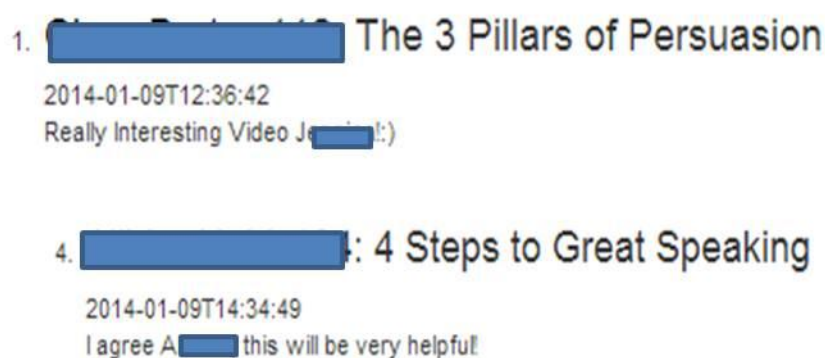 1. The 3 Pillars of Persuasion
2014-01-09T12:36:42
Really Interesting Video !:)
4. 4: 4 Steps to Great Speaking
2014-01-09T14:34:49
I agree this will be very helpful!